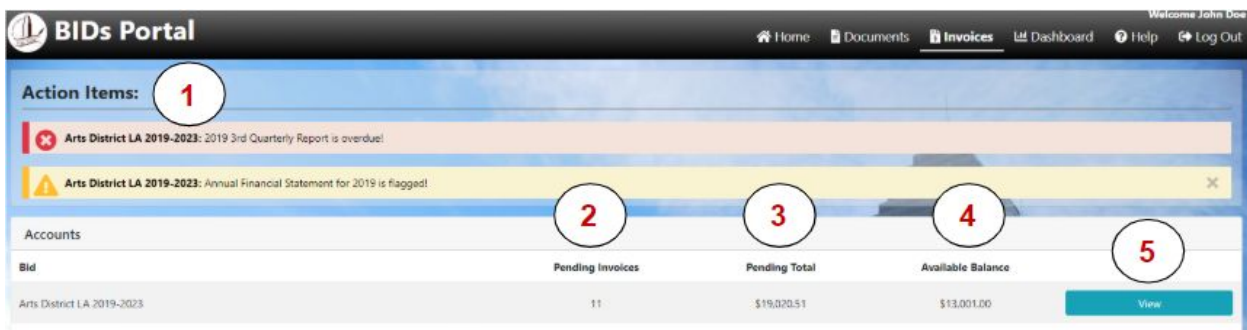 Welcome John Doe
BIDs Portal
Home Documents Invoices Dashboard Help Log Out
Action Items: 1
Arts District LA 2019-2023: 2019 3rd Quarterly Report is overdue!
Arts District LA 2019-2023: Annual Financial Statement for 2019 is flagged!
2 3 4 5
Accounts
Bid Pending Invoices Pending Total Available Balance
Arts District LA 2019-2023 11 $19,020.51 $13,001.00 View